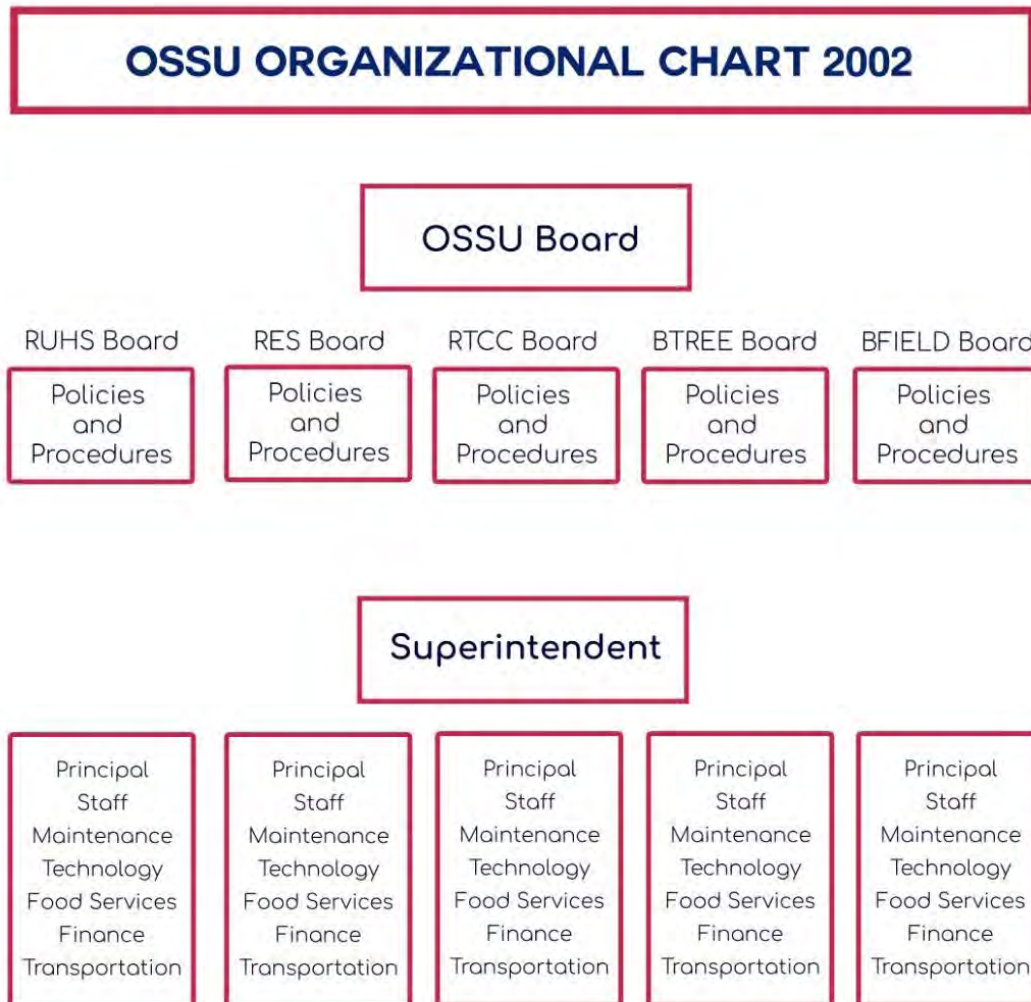 OSSU ORGANIZATIONAL CHART 2002
OSSU Board
RUHS Board
Policies
and
Procedures
RES Board
Policies
and
Procedures
RTCC Board
Policies
and
Procedures
BTREE Board
Policies
and
Procedures
BFIELD Board
Policies
and
Procedures
Superintendent
Principal
Staff
Maintenance
Technology
Food Services
Finance
Transportation
Principal
Staff
Maintenance
Technology
Food Services
Finance
Transportation
Principal
Staff
Maintenance
Technology
Food Services
Finance
Transportation
Principal
Staff
Maintenance
Technology
Food Services
Finance
Transportation
Principal
Staff
Maintenance
Technology
Food Services
Finance
Transportation